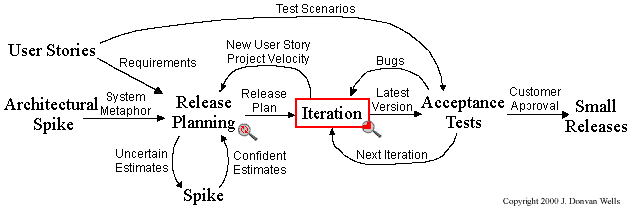 Test Scenarios
User Stories
Requirements
New User Story
Project Velocity
Bugs
Architectural
Spike
System
Metaphor
Release
Planning
Release
Plan
Iteration
Latest
Version
Acceptance
Tests
Customer
Approval
Small
Releases
Uncertain
Estimates
Confident
Estimates
Next Iteration
Spike
Copyright 2000 J. Donvan Wells